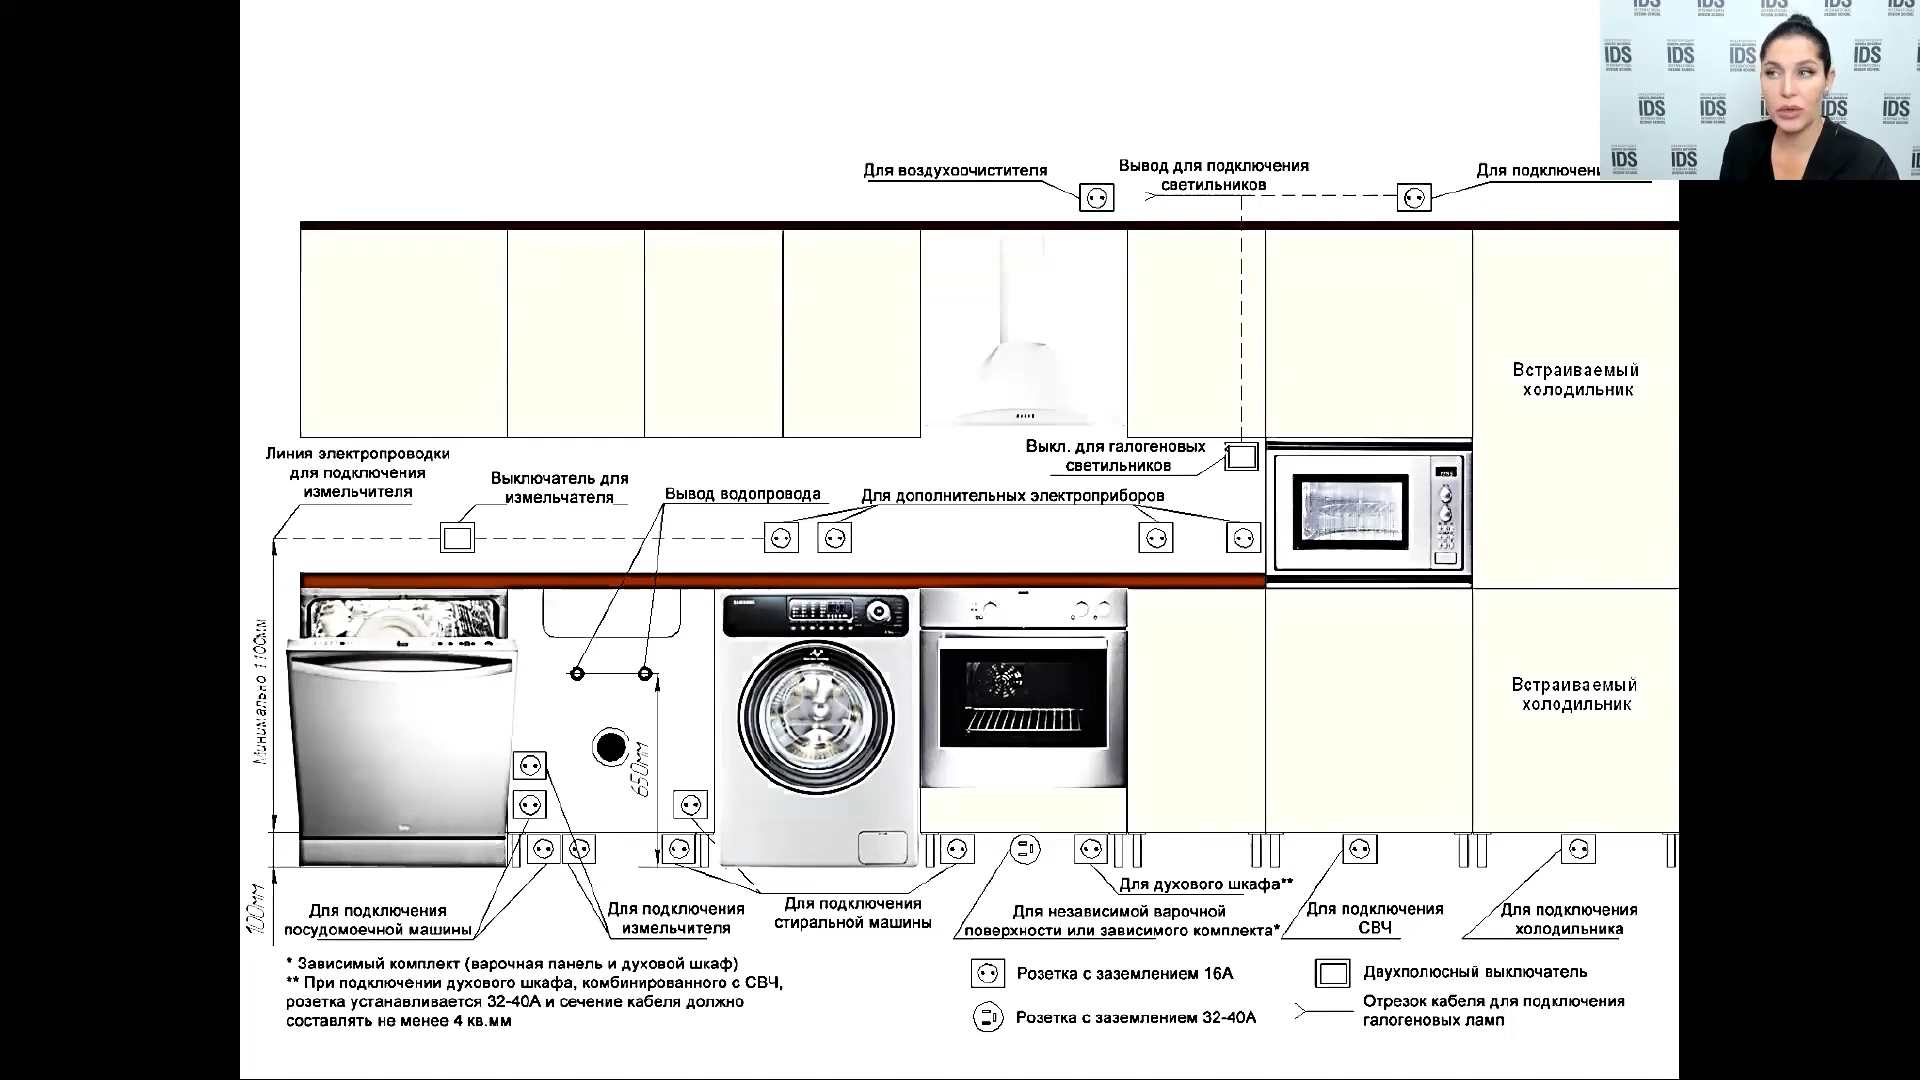 IDS
Для воздухоочистителя
Вывод для подключения
светильников
Для
Встраиваемый
холодильник
Линия электропроводки
для подключения
измельчителя
Выключатель для
измельчателя
Вывод водопровода
Для дополнительных электроприборов
Выкл. для галогеновых
светильников
SAMSUNG
Минимально 1100мм
650мм
100мм
Встраиваемый
холодильник
Для подключения
посудомоечной машины
Для подключения
измельчителя
Для подключения
стиральной машины
Для духового шкафа**
Для независимой варочной
поверхности или зависимого комплекта*
Для подключения
СВЧ
Для подключения
холодильника
* Зависимый комплект (варочная панель и духовой шкаф)
** При подключении духового шкафа, комбинированного с СВЧ,
розетка устанавливается 32-40А и сечение кабеля должно
составлять не менее 4 кв.мм
Розетка с заземлением 16А
Розетка с заземлением 32-40А
Двухполюсный выключатель
Отрезок кабеля для подключения
галогеновых ламп